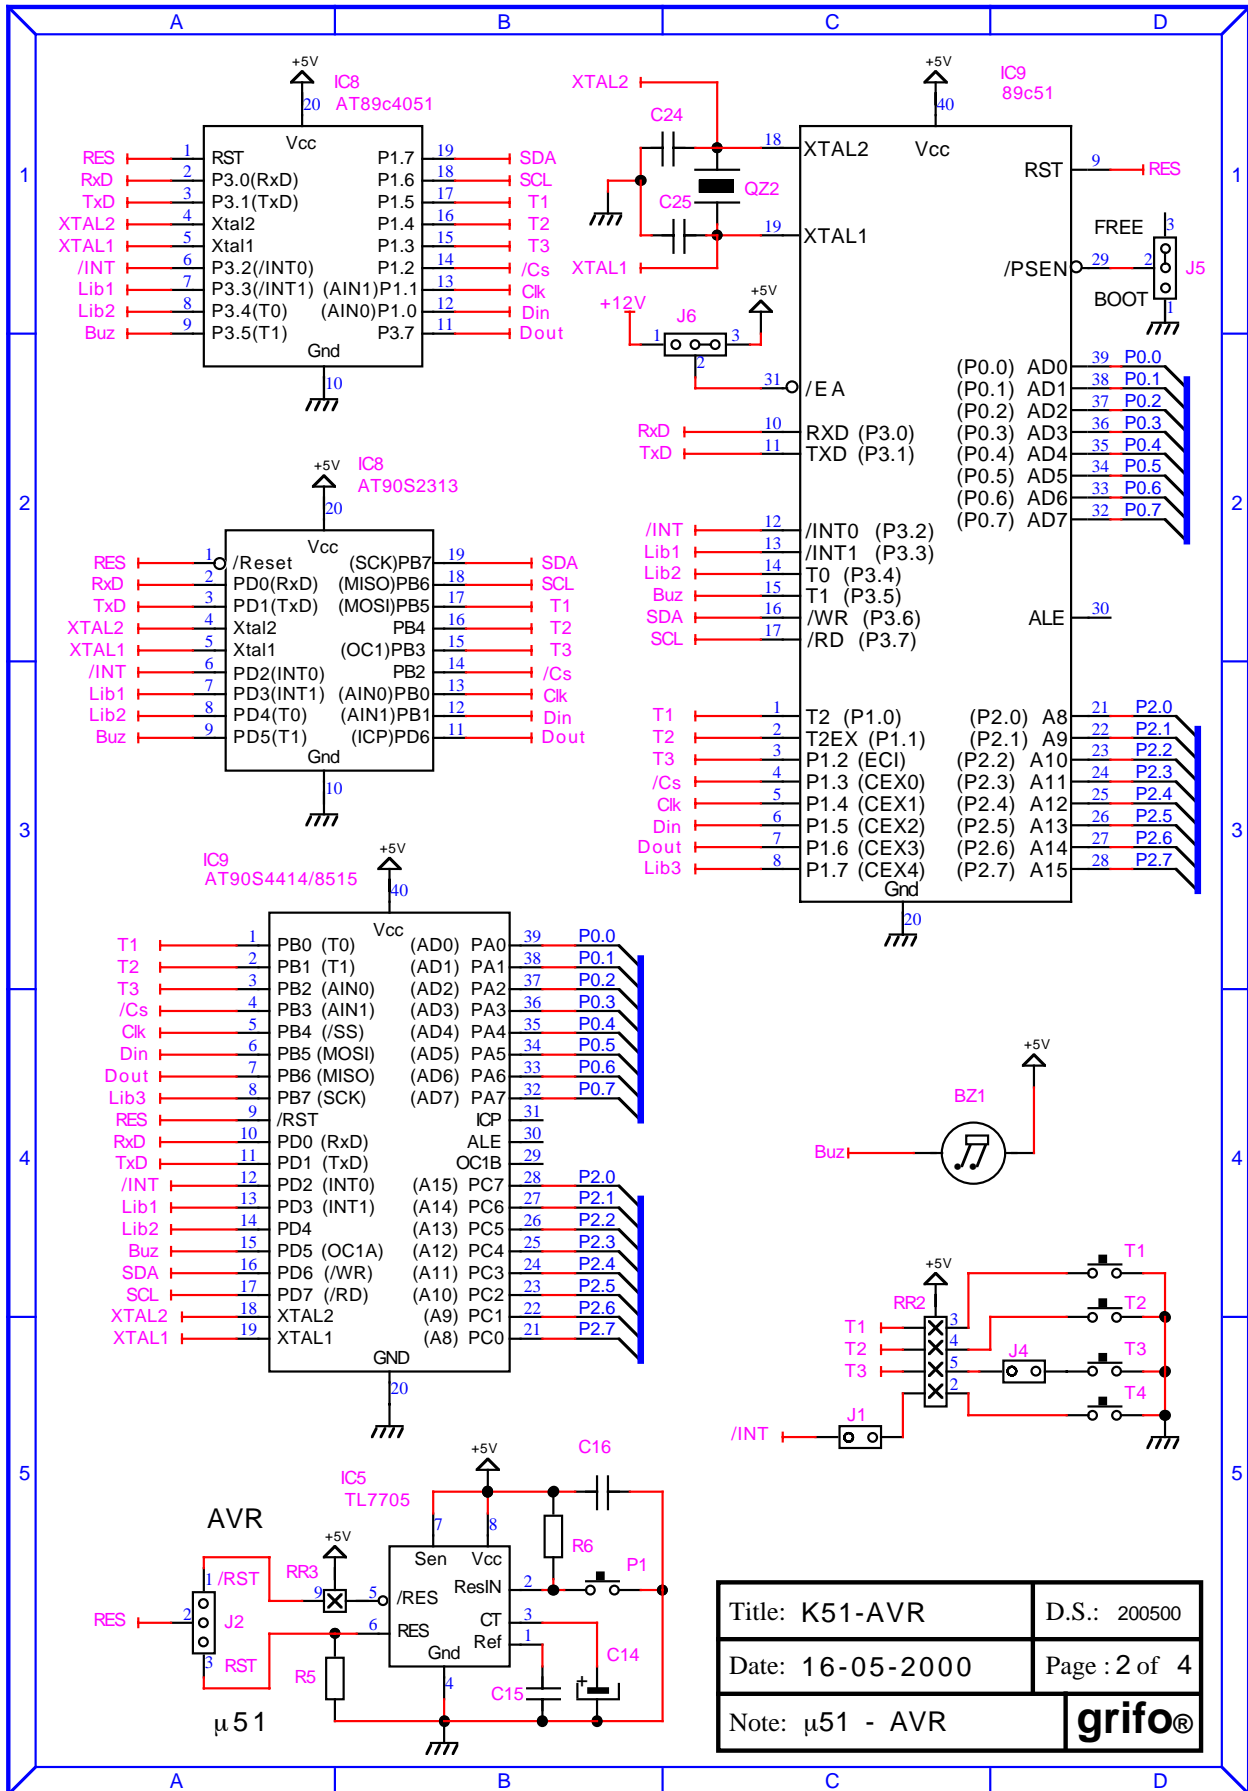 A B C D
1 2 3 4 5
+5V
IC8
AT89c4051
20
Vcc
RES 1 RST P1.7 19 SDA
RxD 2 P3.0(RxD) P1.6 18 SCL
TxD 3 P3.1(TxD) P1.5 17 T1
XTAL2 4 Xtal2 P1.4 16 T2
XTAL1 5 Xtal1 P1.3 15 T3
/INT 6 P3.2(/INT0) P1.2 14 /Cs
Lib1 7 P3.3(/INT1) (AIN1)P1.1 13 Clk
Lib2 8 P3.4(T0) (AIN0)P1.0 12 Din
Buz 9 P3.5(T1) P3.7 11 Dout
Gnd
10
XTAL2
C24
QZ2
C25
XTAL1
+12V
+5V
J6
1 3
2
+5V
IC9
89c51
40
Vcc
18 XTAL2
19 XTAL1
31 /EA
RxD 10 RXD (P3.0)
TxD 11 TXD (P3.1)
/INT 12 /INT0 (P3.2)
Lib1 13 /INT1 (P3.3)
Lib2 14 T0 (P3.4)
Buz 15 T1 (P3.5)
SDA 16 /WR (P3.6)
SCL 17 /RD (P3.7)
T1 1 T2 (P1.0)
T2 2 T2EX (P1.1)
T3 3 P1.2 (ECI)
/Cs 4 P1.3 (CEX0)
Clk 5 P1.4 (CEX1)
Din 6 P1.5 (CEX2)
Dout 7 P1.6 (CEX3)
Lib3 8 P1.7 (CEX4)
Gnd
20
RST 9 RES
/PSEN 29
FREE 3
2 J5
BOOT 1
(P0.0) AD0 39 P0.0
(P0.1) AD1 38 P0.1
(P0.2) AD2 37 P0.2
(P0.3) AD3 36 P0.3
(P0.4) AD4 35 P0.4
(P0.5) AD5 34 P0.5
(P0.6) AD6 33 P0.6
(P0.7) AD7 32 P0.7
ALE 30
(P2.0) A8 21 P2.0
(P2.1) A9 22 P2.1
(P2.2) A10 23 P2.2
(P2.3) A11 24 P2.3
(P2.4) A12 25 P2.4
(P2.5) A13 26 P2.5
(P2.6) A14 27 P2.6
(P2.7) A15 28 P2.7
+5V
IC8
AT90S2313
20
Vcc
RES 1 /Reset (SCK)PB7 19 SDA
RxD 2 PD0(RxD) (MISO)PB6 18 SCL
TxD 3 PD1(TxD) (MOSI)PB5 17 T1
XTAL2 4 Xtal2 PB4 16 T2
XTAL1 5 Xtal1 (OC1)PB3 15 T3
/INT 6 PD2(INT0) PB2 14 /Cs
Lib1 7 PD3(INT1) (AIN0)PB0 13 Clk
Lib2 8 PD4(T0) (AIN1)PB1 12 Din
Buz 9 PD5(T1) (ICP)PD6 11 Dout
Gnd
10
+5V
IC9
AT90S4414/8515
40
Vcc
T1 1 PB0 (T0) (AD0) PA0 39 P0.0
T2 2 PB1 (T1) (AD1) PA1 38 P0.1
T3 3 PB2 (AIN0) (AD2) PA2 37 P0.2
/Cs 4 PB3 (AIN1) (AD3) PA3 36 P0.3
Clk 5 PB4 (/SS) (AD4) PA4 35 P0.4
Din 6 PB5 (MOSI) (AD5) PA5 34 P0.5
Dout 7 PB6 (MISO) (AD6) PA6 33 P0.6
Lib3 8 PB7 (SCK) (AD7) PA7 32 P0.7
RES 9 /RST ICP 31
RxD 10 PD0 (RxD) ALE 30
TxD 11 PD1 (TxD) OC1B 29
/INT 12 PD2 (INT0) (A15) PC7 28 P2.0
Lib1 13 PD3 (INT1) (A14) PC6 27 P2.1
Lib2 14 PD4 (A13) PC5 26 P2.2
Buz 15 PD5 (OC1A) (A12) PC4 25 P2.3
SDA 16 PD6 (/WR) (A11) PC3 24 P2.4
SCL 17 PD7 (/RD) (A10) PC2 23 P2.5
XTAL2 18 XTAL2 (A9) PC1 22 P2.6
XTAL1 19 XTAL1 (A8) PC0 21 P2.7
GND
20
+5V
BZ1
Buz
+5V
RR2
T1 3 T1
T2 4 T2
T3 5 J4 T3
2 T4
/INT J1
AVR
+5V
RR3
9
1 /RST
RES 2 J2
3 RST
µ51
R5
IC5
TL7705
+5V
7 8
Sen Vcc
5 /RES ResIN 2
6 RES CT 3
Ref 1
Gnd
4
C16
R6
P1
C14
+
C15
Title: K51-AVR D.S.: 200500
Date: 16-05-2000 Page : 2 of 4
Note: µ51 - AVR grifo®
A B C D
1 2 3 4 5